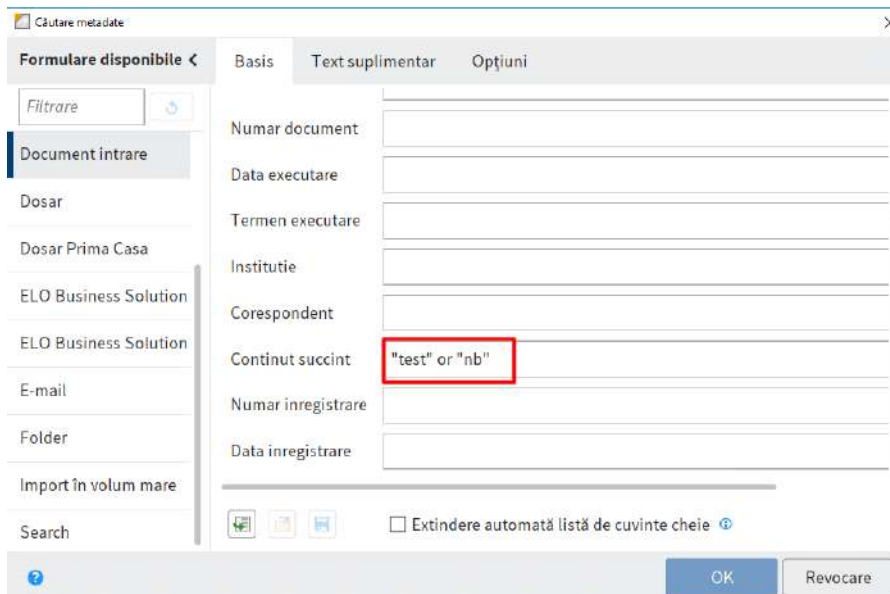 Căutare metadate
Formulare disponibile
Basis
Text suplimentar
Opţiuni
Filtrare
Document intrare
Dosar
Dosar Prima Casa
ELO Business Solution
ELO Business Solution
E-mail
Folder
Import în volum mare
Search
Numar document
Data executare
Termen executare
Institutie
Corespondent
Continut succint
"test" or "nb"
Numar inregistrare
Data inregistrare
Extindere automată listă de cuvinte cheie
OK
Revocare